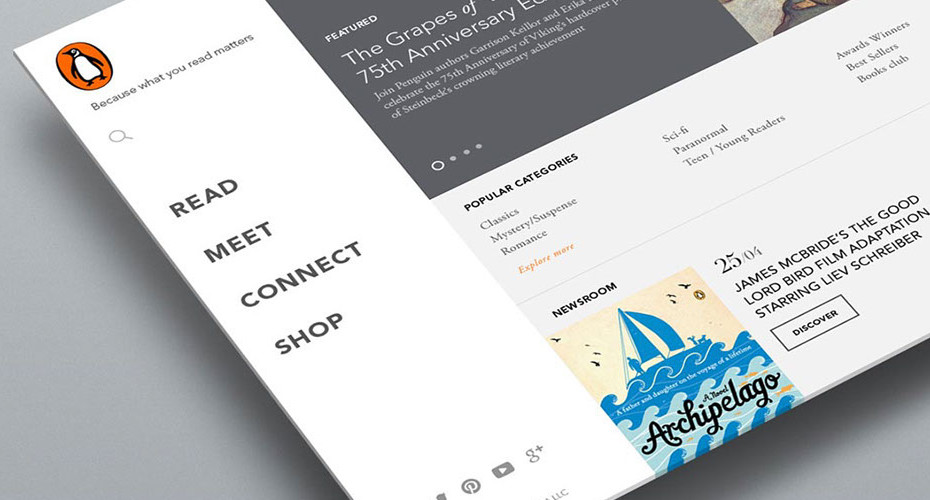 Because what you read matters
READ
MEET
CONNECT
SHOP
FEATURED
The Grapes of
75th Anniversary
Join Penguin authors Garrison Keillor and Erika
celebrate the 75th Anniversary of Viking's hardcover
of Steinbeck's crowning literary achievement
POPULAR CATEGORIES
Classics
Mystery/Suspense
Romance
Explore more
Sci-fi
Paranormal
Teen / Young Readers
Awards Winners
Best Sellers
Books club
NEWSROOM
A father and daughter on the voyage of a lifetime
A Novel
Archipelago
25/04
JAMES MCBRIDE'S THE GOOD
LORD BIRD FILM ADAPTATION
STARRING LIEV SCHREIBER
DISCOVER
g+
LLC